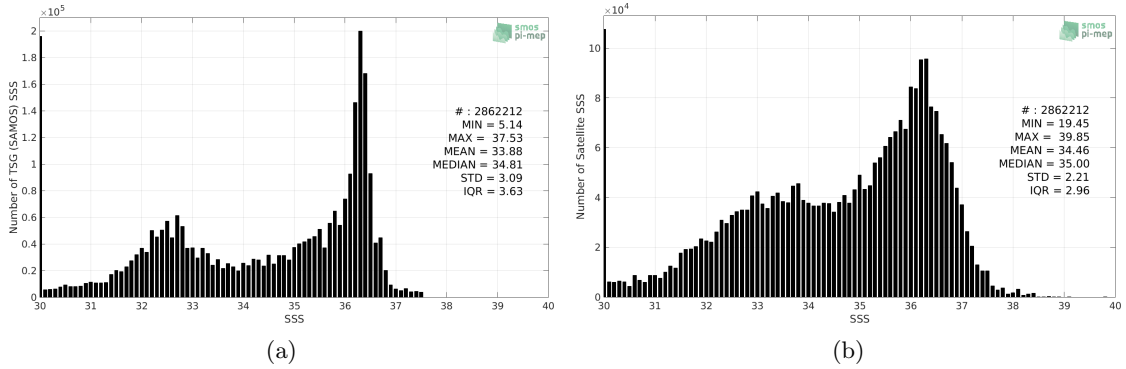 ×10⁵
smos
pi-mep
2
1.8
1.6
1.4
1.2
1
0.8
0.6
0.4
0.2
0
Number of TSG (SAMOS) SSS
# : 2862212
MIN = 5.14
MAX = 37.53
MEAN = 33.88
MEDIAN = 34.81
STD = 3.09
IQR = 3.63
30 31 32 33 34 35 36 37 38 39 40
SSS
(a)
×10⁴
smos
pi-mep
10
8
6
4
2
0
Number of Satellite SSS
# : 2862212
MIN = 19.45
MAX = 39.85
MEAN = 34.46
MEDIAN = 35.00
STD = 2.21
IQR = 2.96
30 31 32 33 34 35 36 37 38 39 40
SSS
(b)